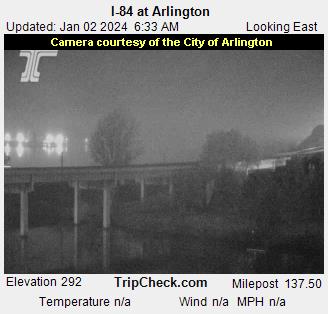 I-84 at Arlington
Updated: Jan 02 2024 6:33 AM Looking East
Camera courtesy of the City of Arlington
Elevation 292 TripCheck.com Milepost 137.50
Temperature n/a Wind n/a MPH n/a